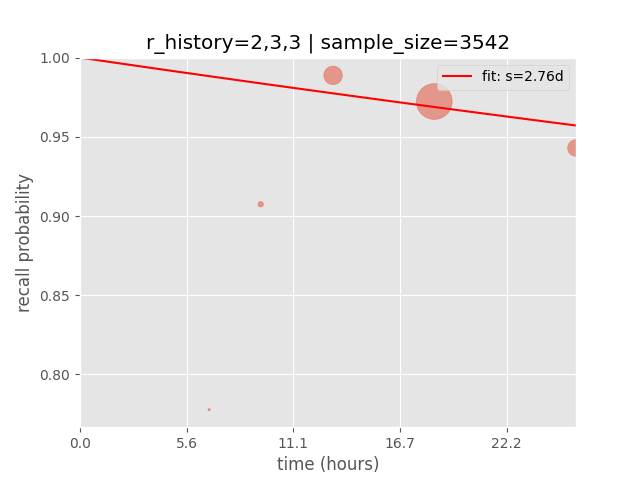 r_history=2,3,3 | sample_size=3542
fit: s=2.76d
1.00
0.95
0.90
0.85
0.80
recall probability
0.0
5.6
11.1
16.7
22.2
time (hours)